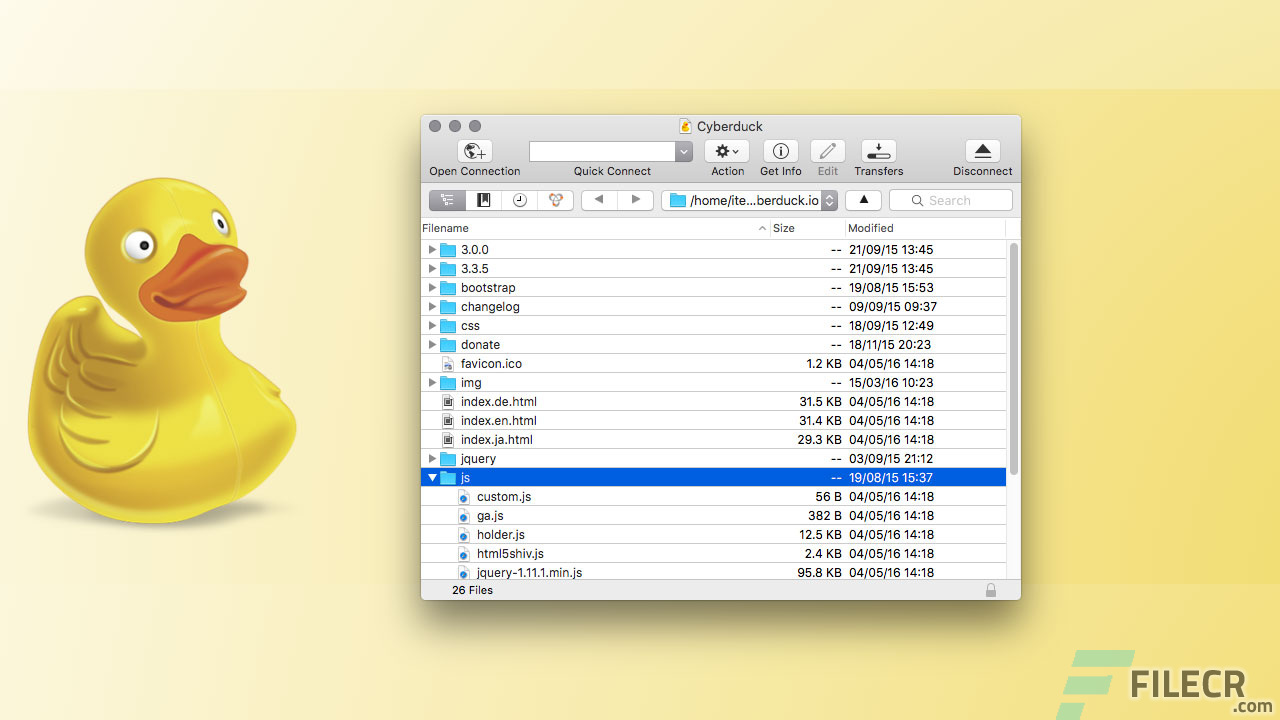 Cyberduck
Open Connection Quick Connect Action Get Info Edit Transfers Disconnect
/home/ite...berduck.io Search
Filename Size Modified
3.0.0 -- 21/09/15 13:45
3.3.5 -- 21/09/15 13:45
bootstrap -- 19/08/15 15:53
changelog -- 09/09/15 09:37
css -- 18/09/15 12:49
donate -- 18/11/15 20:23
favicon.ico 1.2 KB 04/05/16 14:18
img -- 15/03/16 10:23
index.de.html 31.5 KB 04/05/16 14:18
index.en.html 31.4 KB 04/05/16 14:18
index.ja.html 29.3 KB 04/05/16 14:18
jquery -- 03/09/15 21:12
js -- 19/08/15 15:37
custom.js 56 B 04/05/16 14:18
ga.js 382 B 04/05/16 14:18
holder.js 12.5 KB 04/05/16 14:18
html5shiv.js 2.4 KB 04/05/16 14:18
jquery-1.11.1.min.js 95.8 KB 04/05/16 14:18
26 Files
FILECR
.com